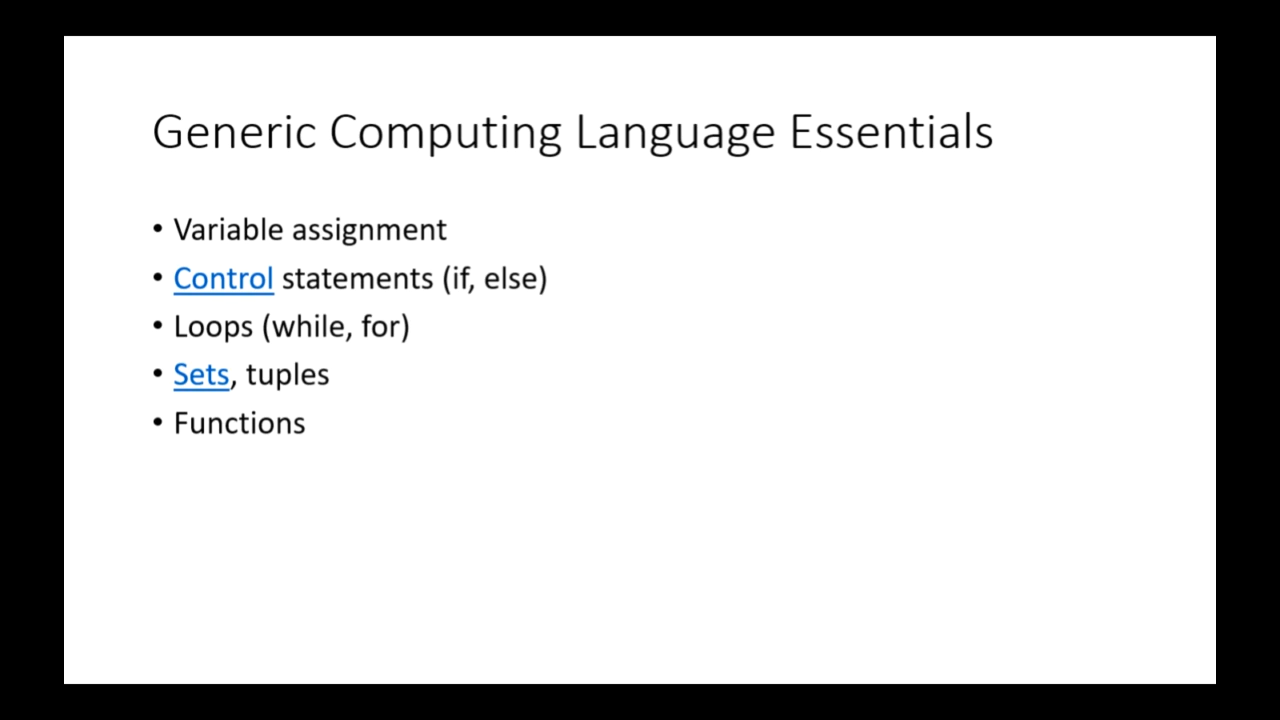 Generic Computing Language Essentials
• Variable assignment
• Control statements (if, else)
• Loops (while, for)
• Sets, tuples
• Functions